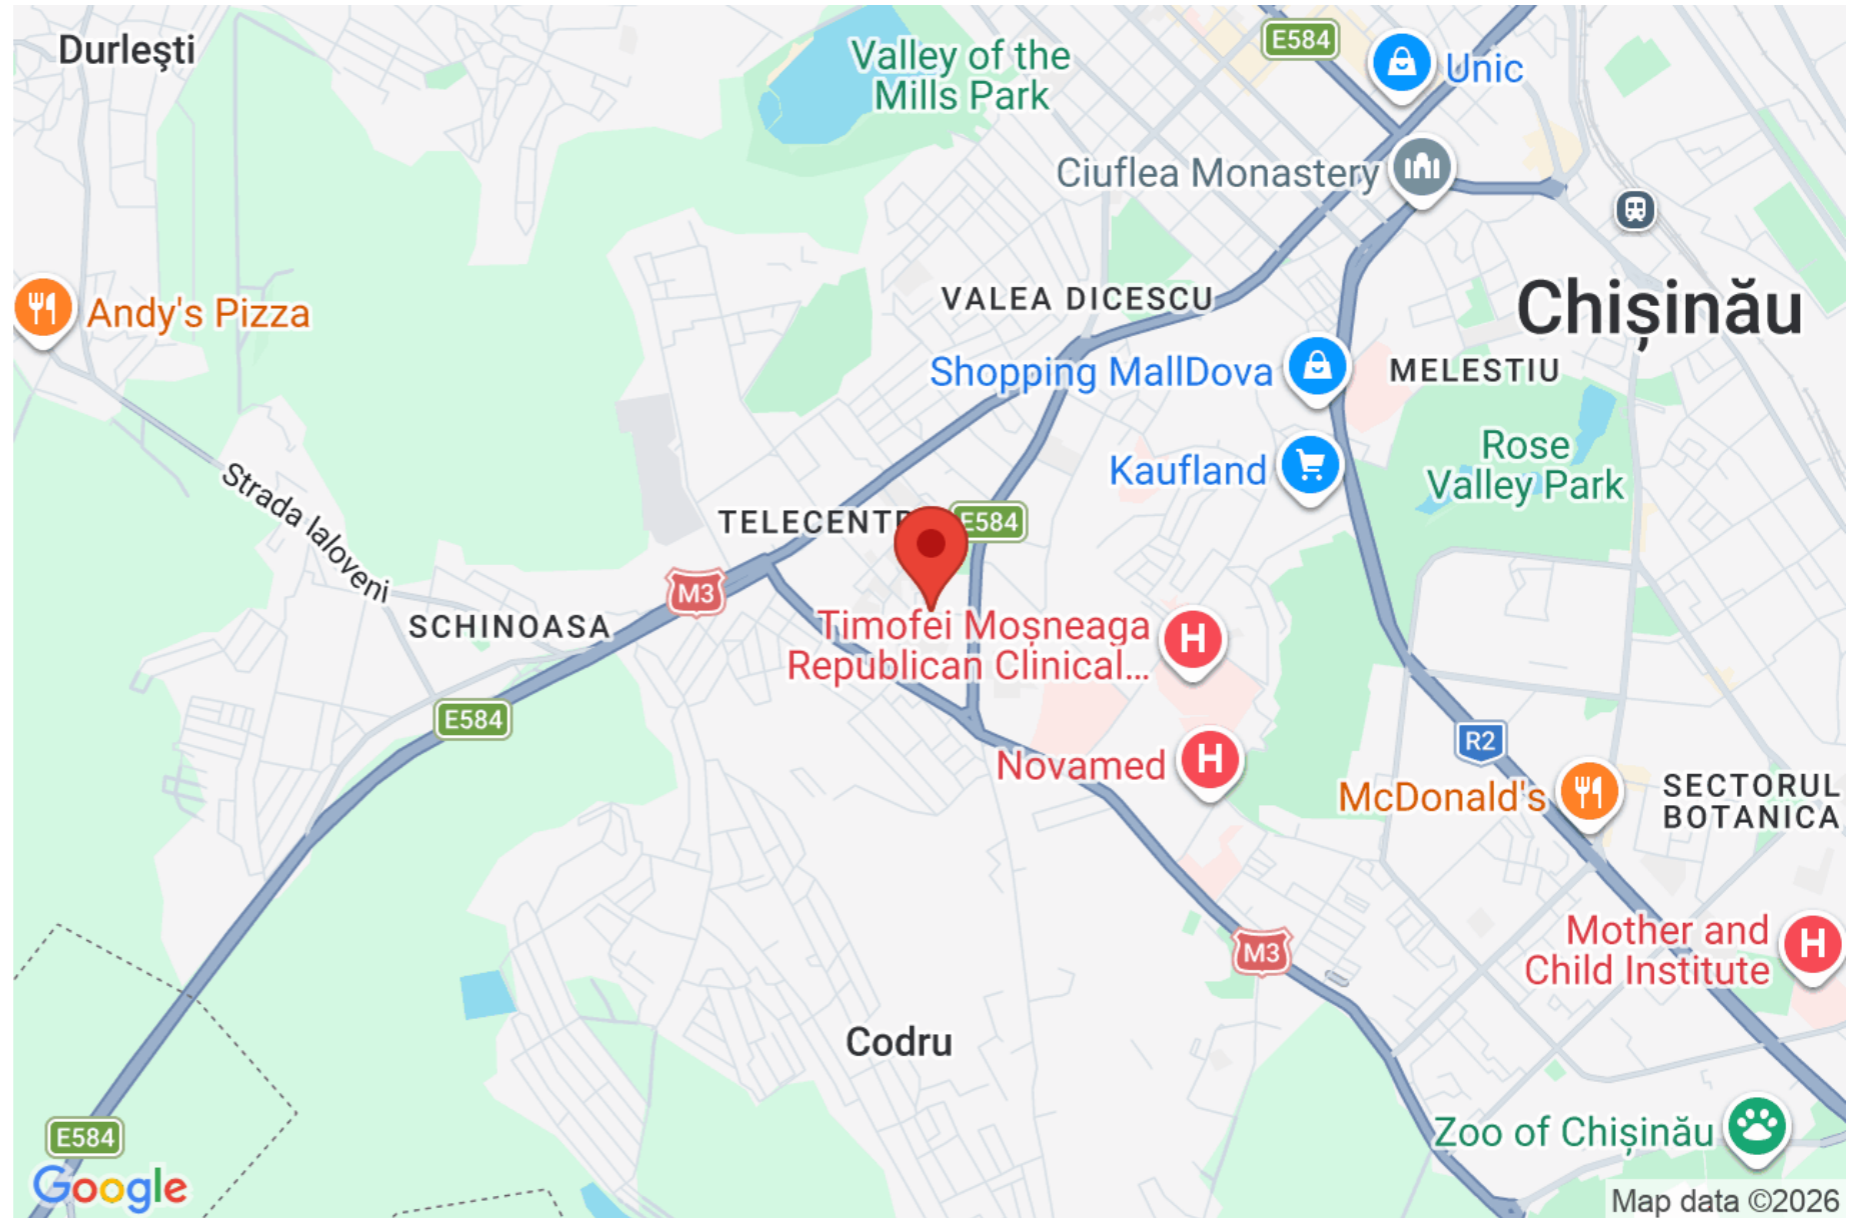 Durleşti
Valley of the
Mills Park
E584
Unic
Ciuflea Monastery
Andy's Pizza
VALEA DICESCU
Chișinău
Shopping MallDova
MELESTIU
Rose
Valley Park
Kaufland
Strada Ialoveni
E584
M3
SCHINOASA
Timofei Moșneaga
Republican Clinical...
H
E584
Novamed
H
R2
McDonald's
SECTORUL
BOTANICA
Mother and
Child Institute
H
M3
Codru
E584
Zoo of Chișinău
Google
Map data ©2026